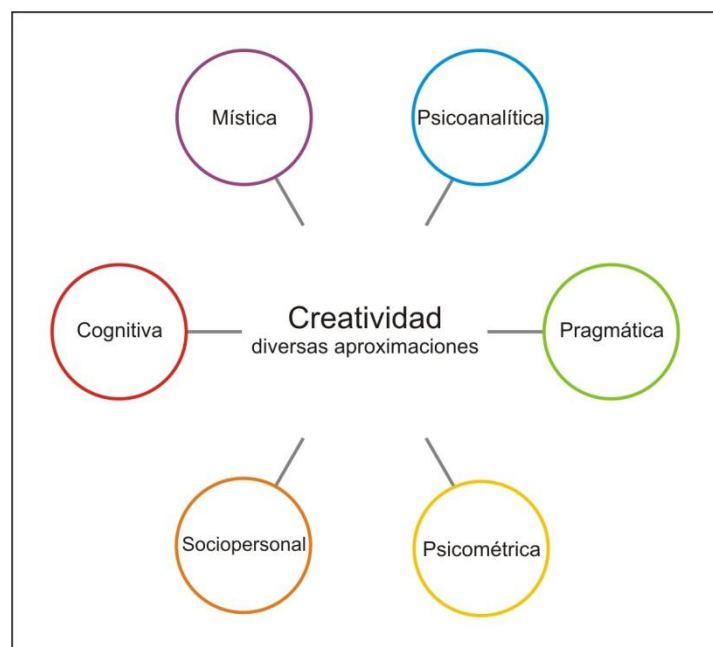 Mística
Psicoanalítica
Cognitiva
Creatividad
diversas aproximaciones
Pragmática
Sociopersonal
Psicométrica